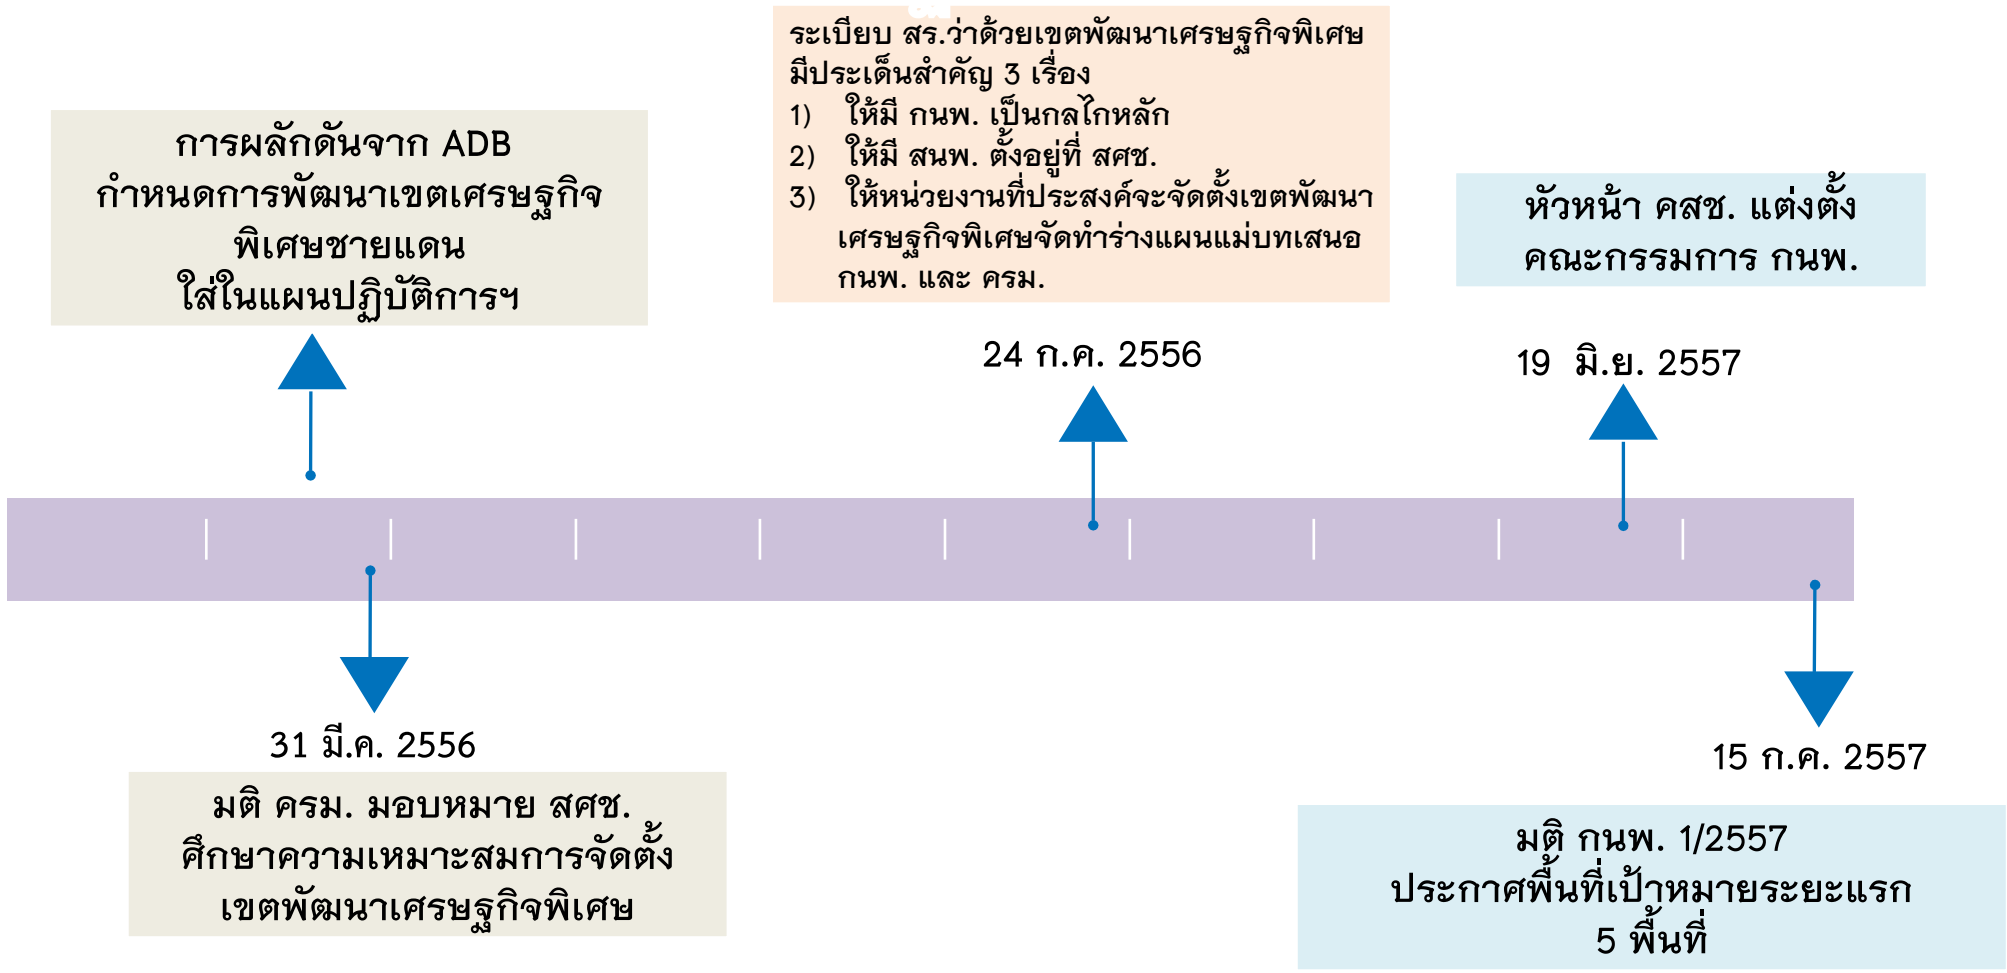 การผลักดันจาก ADB
กำหนดการพัฒนาเขตเศรษฐกิจ
พิเศษชายแดน
ใส่ในแผนปฏิบัติการฯ
31 มี.ค. 2556
มติ ครม. มอบหมาย สศช.
ศึกษาความเหมาะสมการจัดตั้ง
เขตพัฒนาเศรษฐกิจพิเศษ
ระเบียบ สร.ว่าด้วยเขตพัฒนาเศรษฐกิจพิเศษ
มีประเด็นสำคัญ 3 เรื่อง
1) ให้มี กนพ. เป็นกลไกหลัก
2) ให้มี สนพ. ตั้งอยู่ที่ สศช.
3) ให้หน่วยงานที่ประสงค์จะจัดตั้งเขตพัฒนา
เศรษฐกิจพิเศษจัดทำร่างแผนแม่บทเสนอ
กนพ. และ ครม.
24 ก.ค. 2556
หัวหน้า คสช. แต่งตั้ง
คณะกรรมการ กนพ.
19 มิ.ย. 2557
15 ก.ค. 2557
มติ กนพ. 1/2557
ประกาศพื้นที่เป้าหมายระยะแรก
5 พื้นที่